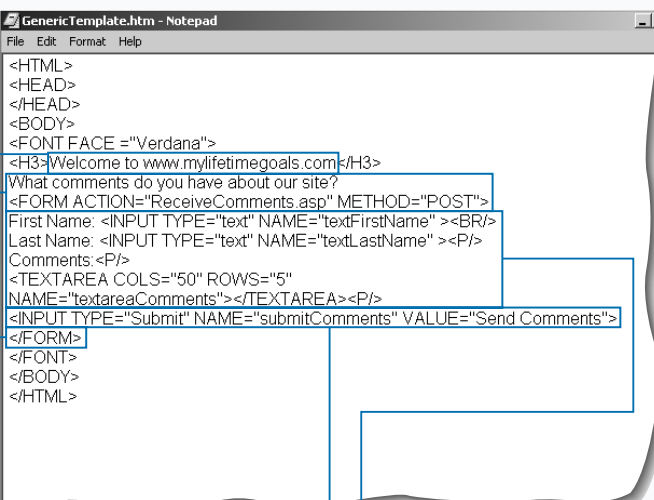 GenericTemplate.htm - Notepad
File Edit Format Help
<HTML>
<HEAD>
</HEAD>
<BODY>
<FONT FACE ="Verdana">
<H3>Welcome to www.mylifetimegoals.com</H3>
What comments do you have about our site?
<FORM ACTION="ReceiveComments.asp" METHOD="POST">
First Name: <INPUT TYPE="text" NAME="textFirstName" ><BR/>
Last Name: <INPUT TYPE="text" NAME="textLastName" ><P/>
Comments:<P/>
<TEXTAREA COLS="50" ROWS="5"
NAME="textareaComments"></TEXTAREA><P/>
<INPUT TYPE="Submit" NAME="submitComments" VALUE="Send Comments">
</FORM>
</FONT>
</BODY>
</HTML>